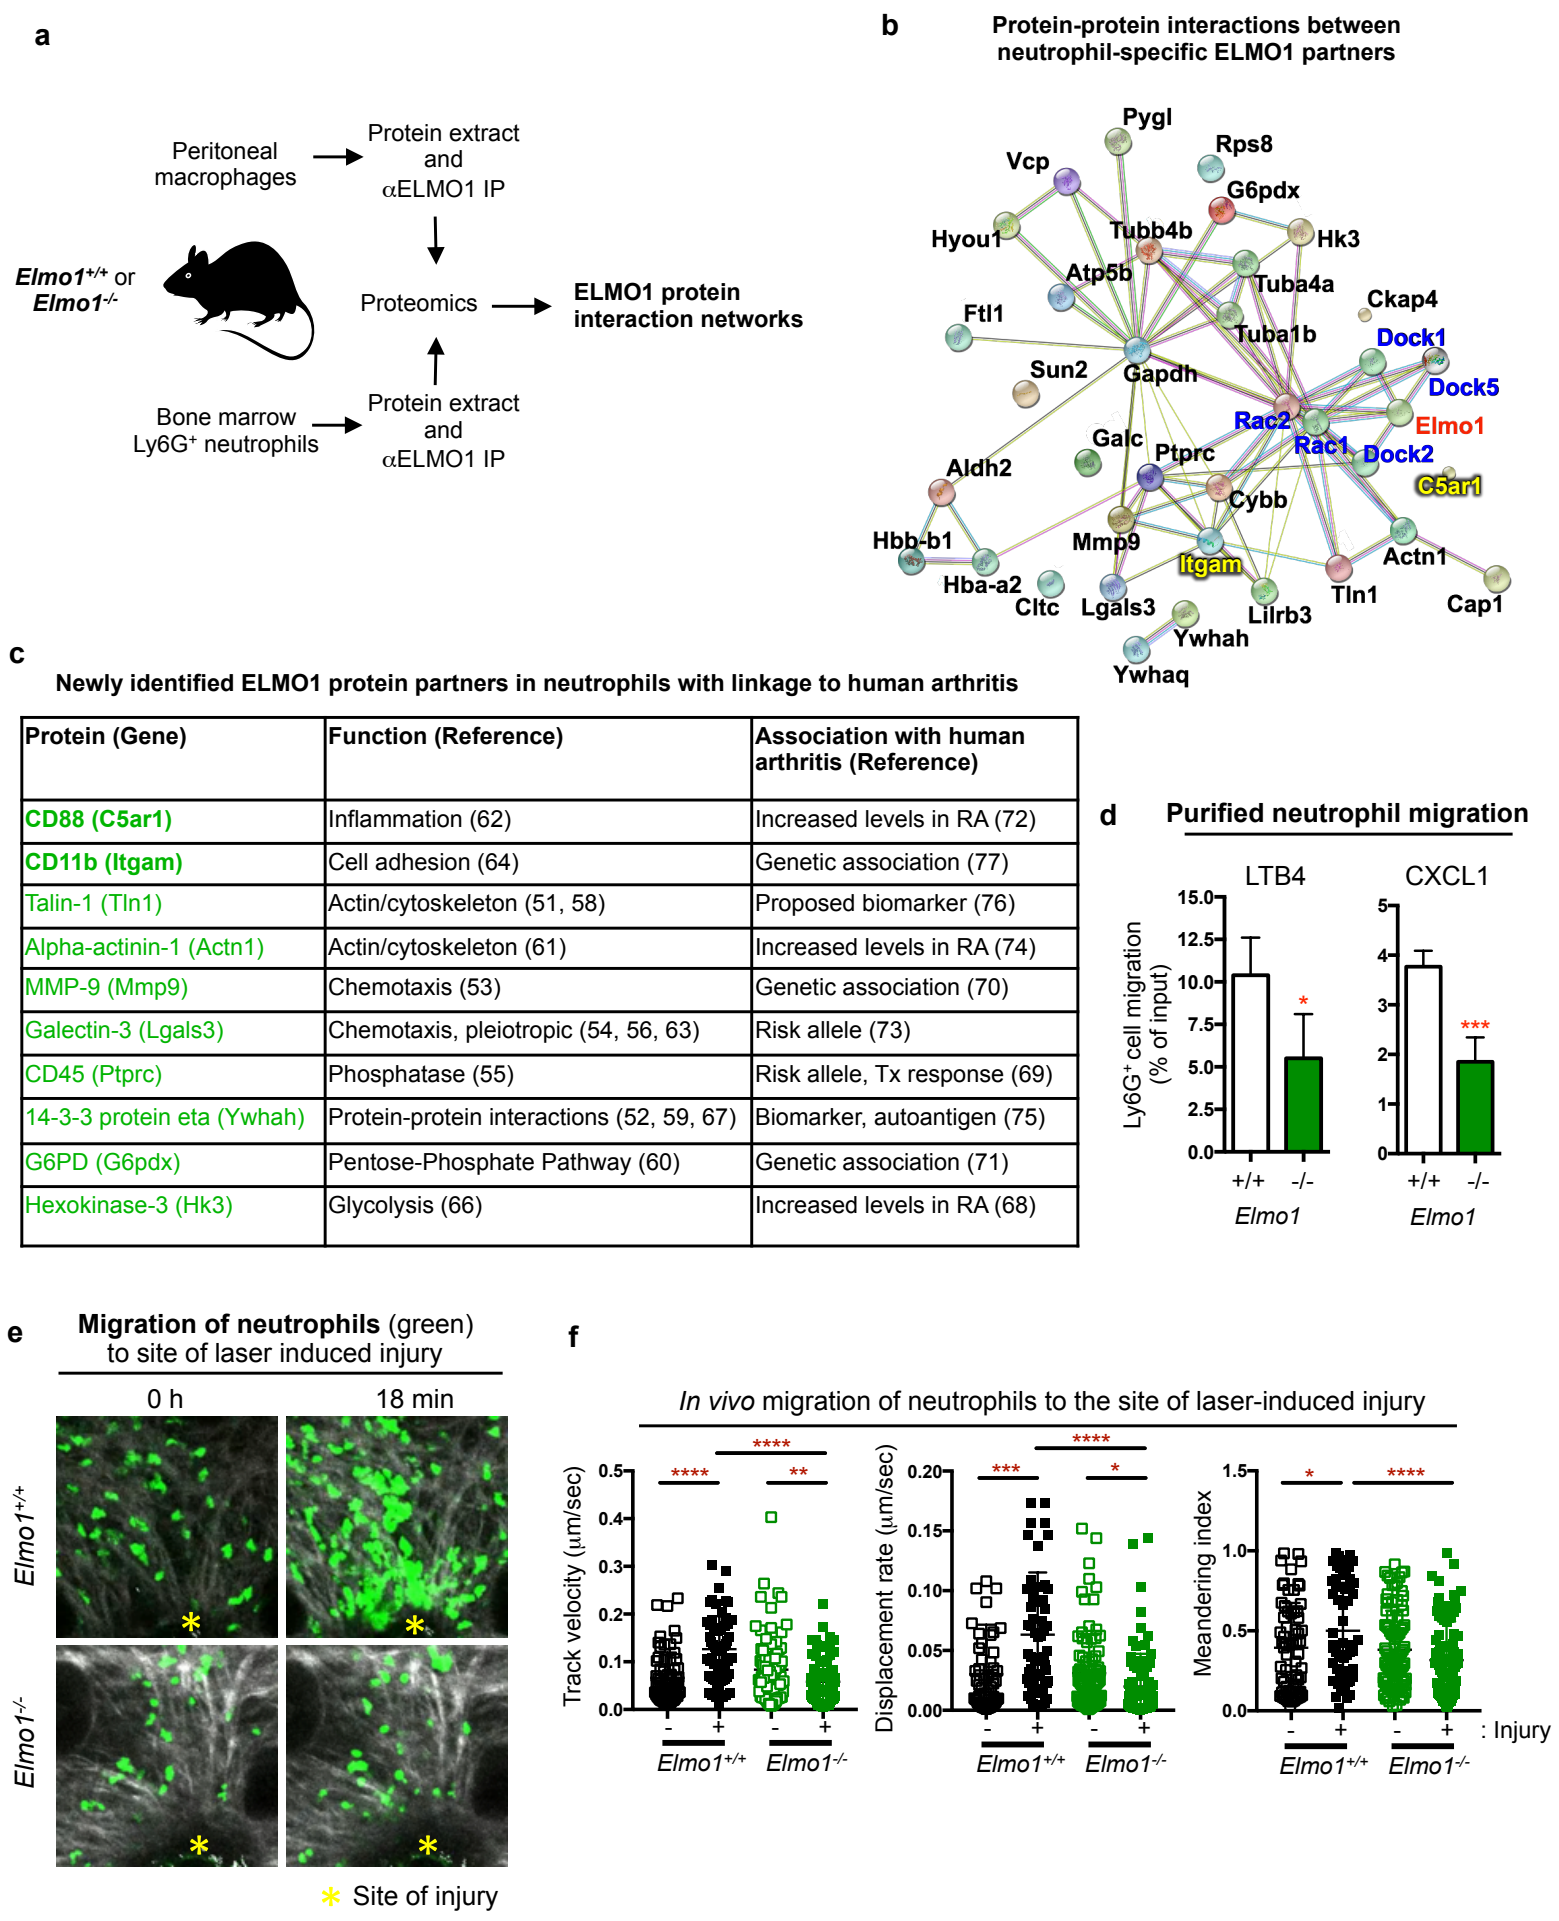 a
Peritoneal
macrophages
Protein extract
and
αELMO1 IP
Elmo1+/+ or
Elmo1-/-
Proteomics
ELMO1 protein
interaction networks
Bone marrow
Ly6G+ neutrophils
Protein extract
and
αELMO1 IP
b
Protein-protein interactions between
neutrophil-specific ELMO1 partners
Pygl
Rps8
Vcp
G6pdx
Hyou1
Tubb4b
Hk3
Atp5b
Tuba4a
Ckap4
Ftl1
Tuba1b
Dock1
Sun2
Gapdh
Dock5
Rac2
Elmo1
Rac1
Dock2
Galc
Ptprc
Aldh2
C5ar1
Cybb
Hbb-b1
Mmp9
Actn1
Itgam
Hba-a2
Cltc
Lgals3
Lilrb3
Tln1
Cap1
Ywhah
Ywhaq
c
Newly identified ELMO1 protein partners in neutrophils with linkage to human arthritis
Protein (Gene) Function (Reference) Association with human
arthritis (Reference)
CD88 (C5ar1) Inflammation (62) Increased levels in RA (72)
CD11b (Itgam) Cell adhesion (64) Genetic association (77)
Talin-1 (Tln1) Actin/cytoskeleton (51, 58) Proposed biomarker (76)
Alpha-actinin-1 (Actn1) Actin/cytoskeleton (61) Increased levels in RA (74)
MMP-9 (Mmp9) Chemotaxis (53) Genetic association (70)
Galectin-3 (Lgals3) Chemotaxis, pleiotropic (54, 56, 63) Risk allele (73)
CD45 (Ptprc) Phosphatase (55) Risk allele, Tx response (69)
14-3-3 protein eta (Ywhah) Protein-protein interactions (52, 59, 67) Biomarker, autoantigen (75)
G6PD (G6pdx) Pentose-Phosphate Pathway (60) Genetic association (71)
Hexokinase-3 (Hk3) Glycolysis (66) Increased levels in RA (68)
d
Purified neutrophil migration
LTB4
Ly6G+ cell migration
(% of input)
15.0
12.5
10.0
7.5
5.0
2.5
0.0
*
+/+ -/-
Elmo1
CXCL1
5
4
3
2
1
0
***
+/+ -/-
Elmo1
e
Migration of neutrophils (green)
to site of laser induced injury
0 h 18 min
Elmo1+/+
*
*
Elmo1-/-
*
*
* Site of injury
f
In vivo migration of neutrophils to the site of laser-induced injury
Track velocity (μm/sec)
0.5
0.4
0.3
0.2
0.1
0.0
****
****
**
- + - +
Elmo1+/+ Elmo1-/-
Displacement rate (μm/sec)
0.20
0.15
0.10
0.05
0.00
****
***
*
- + - +
Elmo1+/+ Elmo1-/-
Meandering index
1.5
1.0
0.5
0.0
*
****
- + - + : Injury
Elmo1+/+ Elmo1-/-